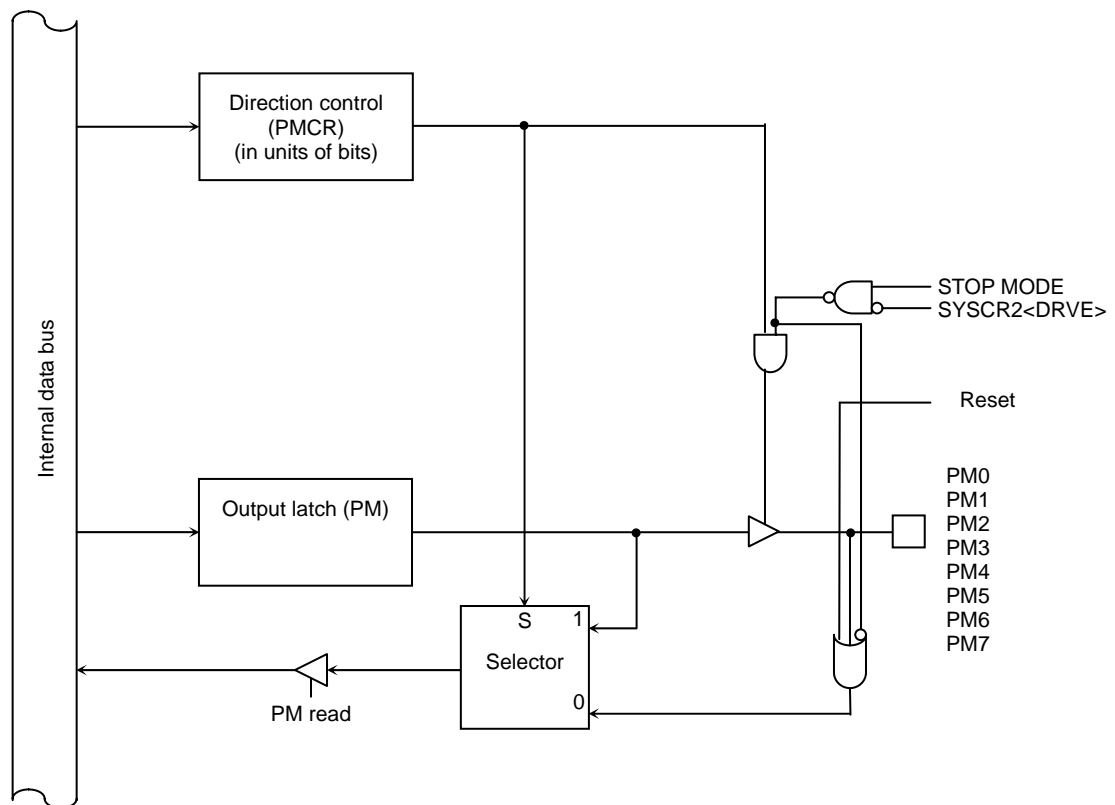 Internal data bus
Direction control
(PMCR)
(in units of bits)
STOP MODE
SYSCR2<DRVE>
Reset
Output latch (PM)
PM0
PM1
PM2
PM3
PM4
PM5
PM6
PM7
S
1
Selector
0
PM read